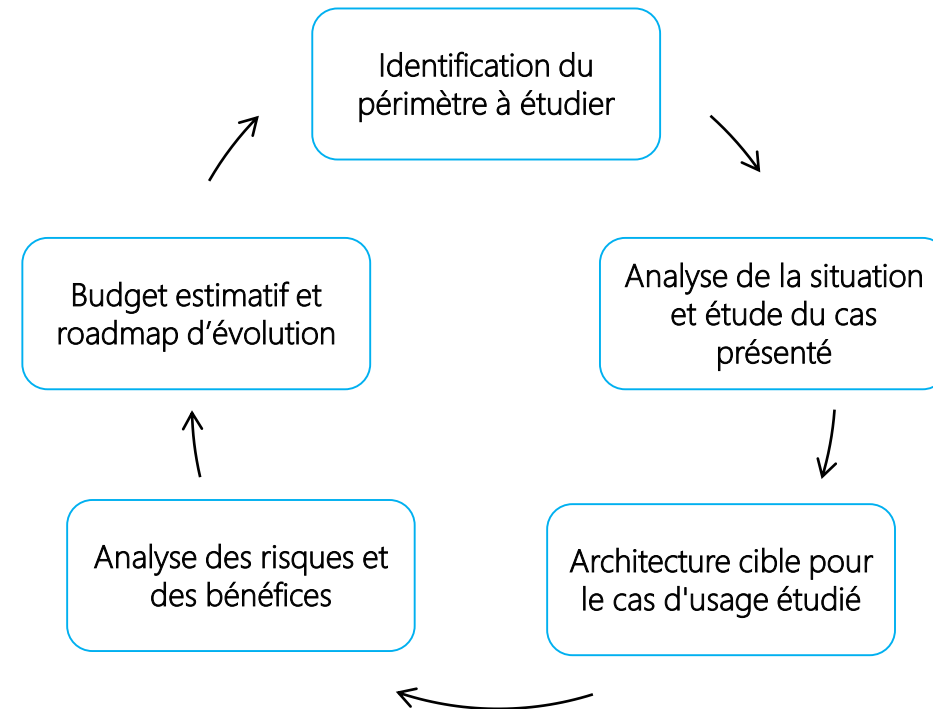 Identification du
périmètre à étudier
Analyse de la situation
et étude du cas
présenté
Architecture cible pour
le cas d'usage étudié
Analyse des risques et
des bénéfices
Budget estimatif et
roadmap d’évolution